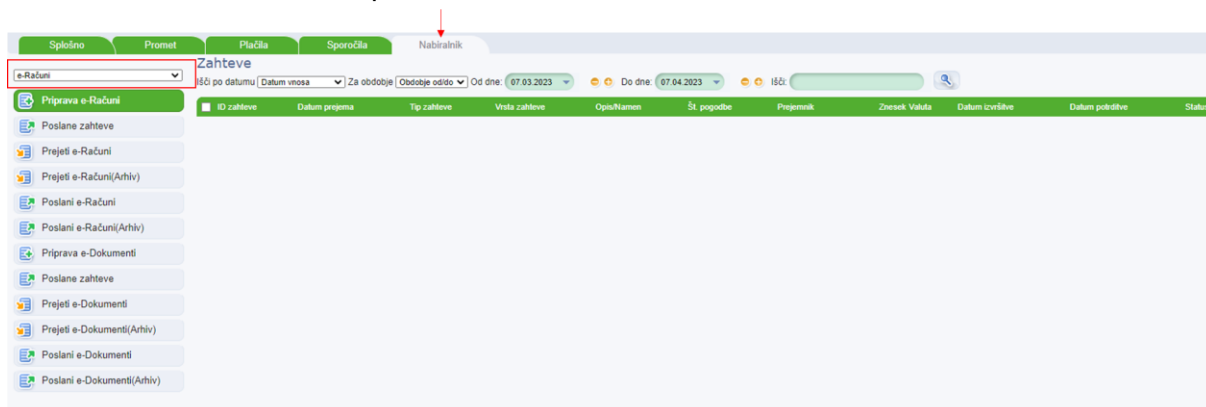 Splošno Promet Plačila Sporočila Nabiralnik
e-Računi
Zahteve
Išči po datumu Datum vnosa Za obdobje Obdobje od/do Od dne: 07.03.2023 Do dne: 07.04.2023 Išči:
ID zahteve Datum prejema Tip zahteve Vrsta zahteve Opis/Namen Št. pogodbe Prejemnik Znesek Valuta Datum izvršitve Datum potrditve Status
Priprava e-Računi
Poslane zahteve
Prejeti e-Računi
Prejeti e-Računi(Arhiv)
Poslani e-Računi
Poslani e-Računi(Arhiv)
Priprava e-Dokumenti
Poslane zahteve
Prejeti e-Dokumenti
Prejeti e-Dokumenti(Arhiv)
Poslani e-Dokumenti
Poslani e-Dokumenti(Arhiv)